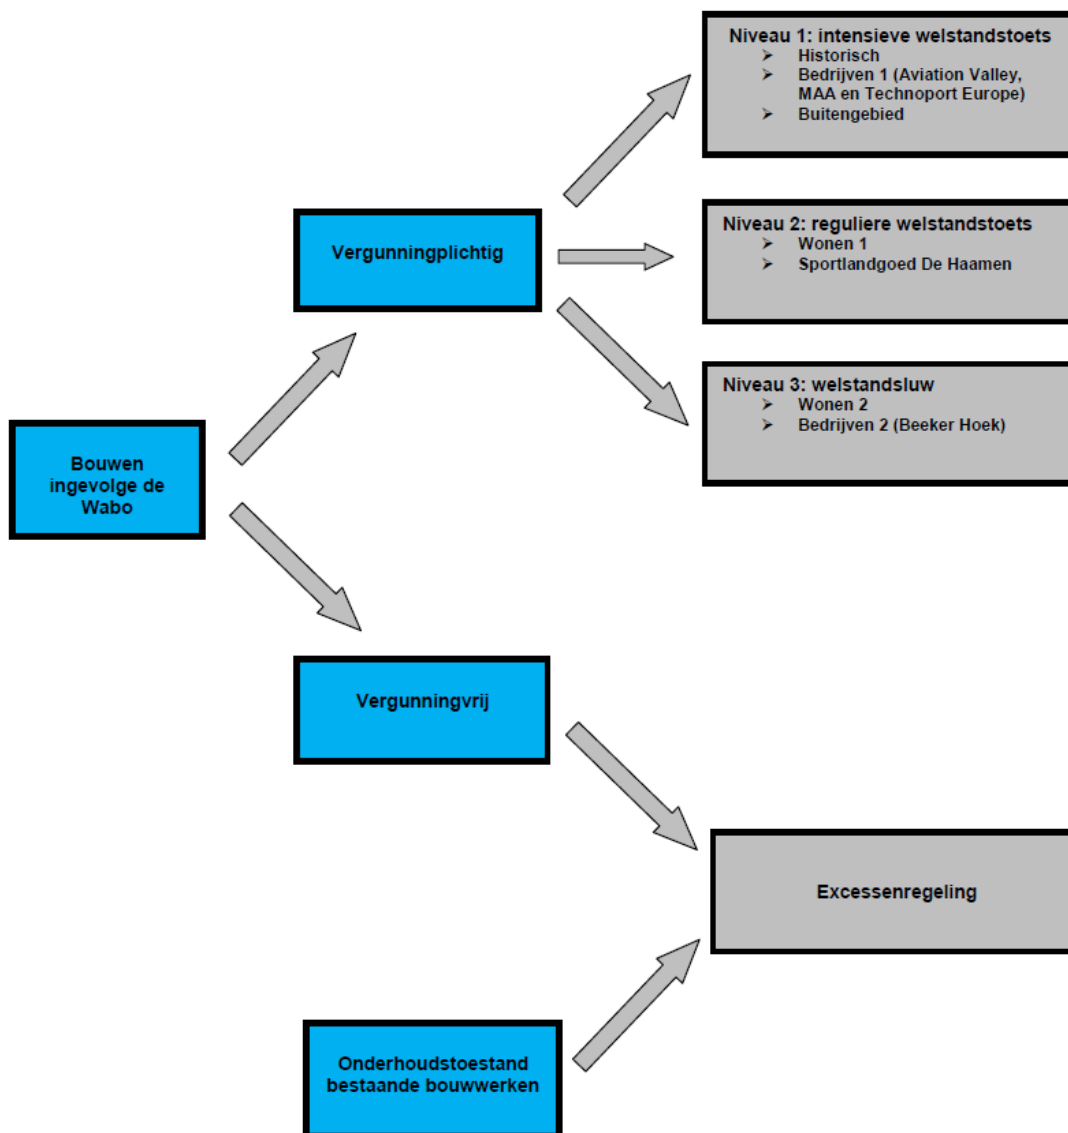 Niveau 1: intensieve welstandstoets
➢ Historisch
➢ Bedrijven 1 (Aviation Valley,
MAA en Technoport Europe)
➢ Buitengebied
Vergunningplichtig
Niveau 2: reguliere welstandstoets
➢ Wonen 1
➢ Sportlandgoed De Haamen
Niveau 3: welstandsluw
➢ Wonen 2
➢ Bedrijven 2 (Beeker Hoek)
Bouwen
ingevolge de
Wabo
Vergunningvrij
Excessenregeling
Onderhoudstoestand
bestaande bouwwerken